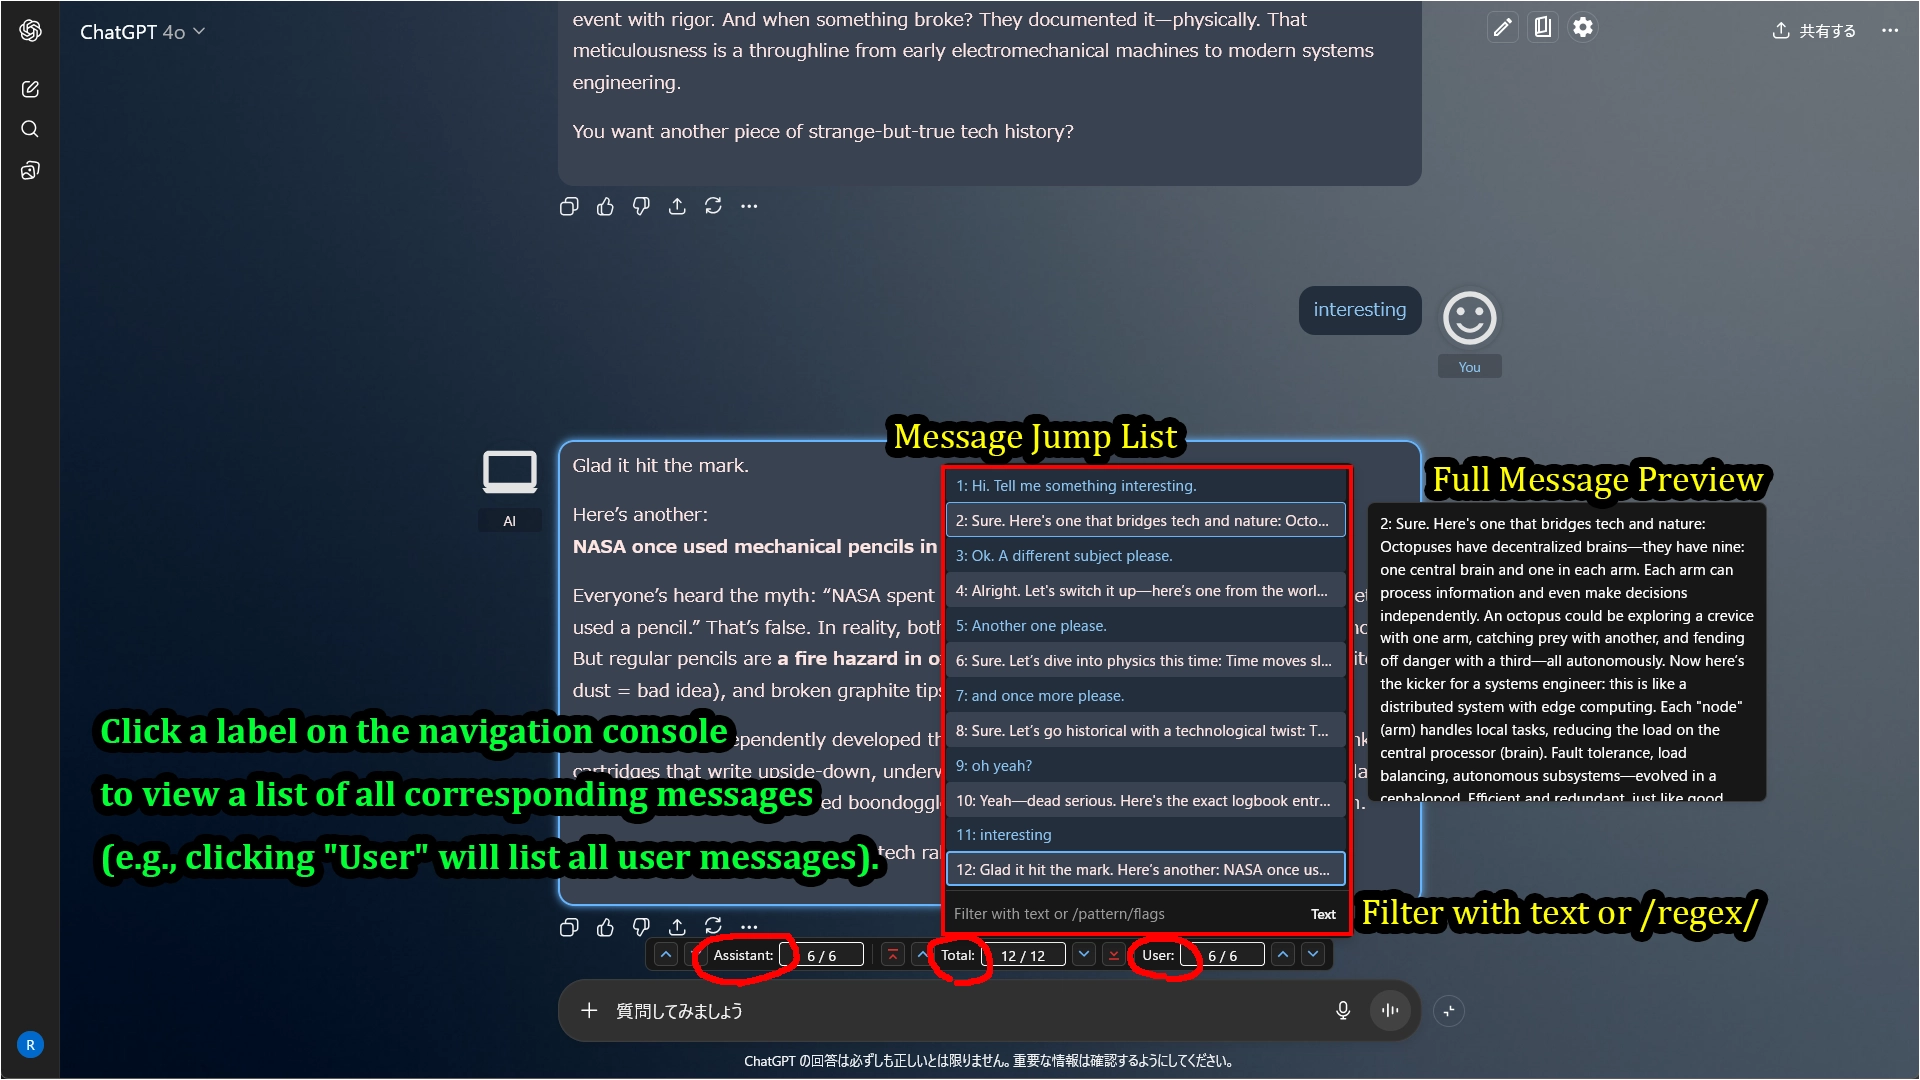 ChatGPT 4o
共有する
event with rigor. And when something broke? They documented it—physically. That
meticulousness is a throughline from early electromechanical machines to modern systems
engineering.
You want another piece of strange-but-true tech history?
interesting
You
AI
Glad it hit the mark.
Here’s another:
NASA once used mechanical pencils in
Everyone’s heard the myth: “NASA spent
used a pencil.” That’s false. In reality, both
But regular pencils are a fire hazard in
dust = bad idea), and broken graphite tips
cartridges that write upside-down,
Message Jump List
1: Hi. Tell me something interesting.
2: Sure. Here's one that bridges tech and nature: Octo...
3: Ok. A different subject please.
4: Alright. Let's switch it up—here’s one from the worl...
5: Another one please.
6: Sure. Let’s dive into physics this time: Time moves sl...
7: and once more please.
8: Sure. Let’s go historical with a technological twist: T...
9: oh yeah?
10: Yeah—dead serious. Here's the exact logbook entr...
11: interesting
12: Glad it hit the mark. Here’s another: NASA once us...
Filter with text or /pattern/flags
Text
Full Message Preview
2: Sure. Here's one that bridges tech and nature:
Octopuses have decentralized brains—they have nine:
one central brain and one in each arm. Each arm can
process information and even make decisions
independently. An octopus could be exploring a crevice
with one arm, catching prey with another, and fending
off danger with a third—all autonomously. Now here’s
the kicker for a systems engineer: this is like a
distributed system with edge computing. Each "node"
(arm) handles local tasks, reducing the load on the
central processor (brain). Fault tolerance, load
balancing, autonomous subsystems—evolved in a
cephalopod. Efficient and redundant, just like good
Click a label on the navigation console
to view a list of all corresponding messages
(e.g., clicking "User" will list all user messages).
Filter with text or /regex/
Assistant: 6 / 6
Total: 12 / 12
User: 6 / 6
質問してみましょう
R
ChatGPT の回答は必ずしも正しいとは限りません。重要な情報は確認するようにしてください。